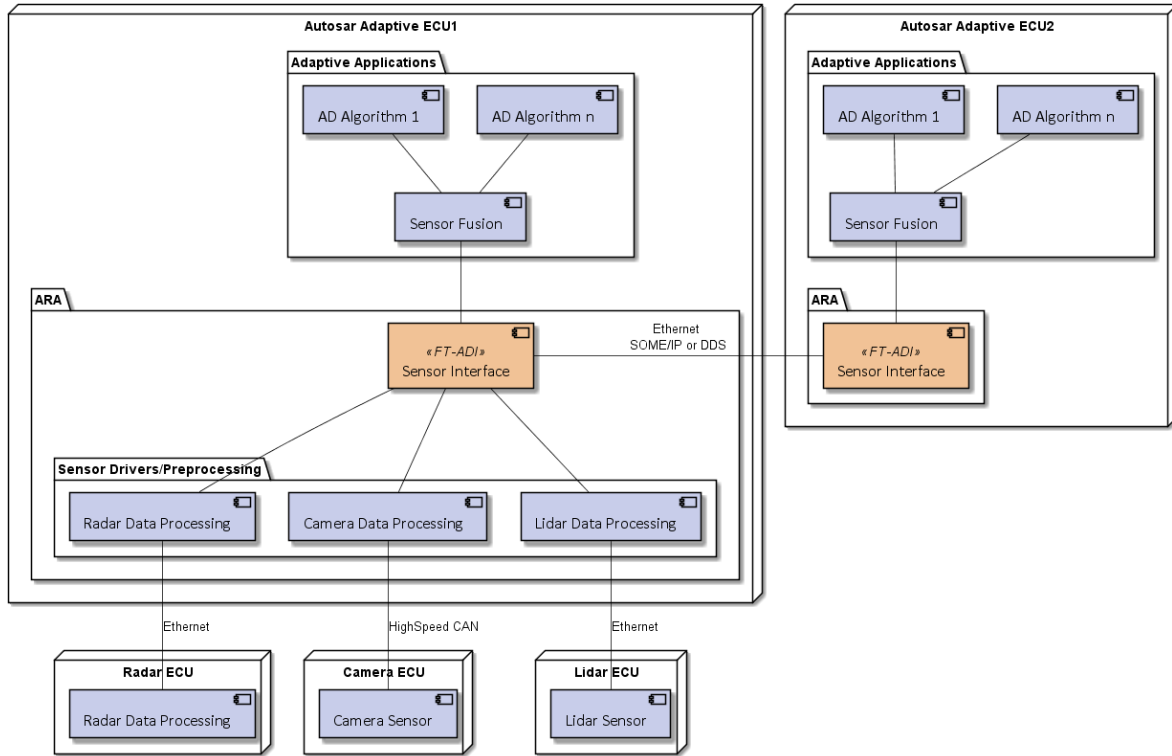 Autosar Adaptive ECU1
Adaptive Applications
AD Algorithm 1
AD Algorithm n
Sensor Fusion
ARA
«FT-ADI»
Sensor Interface
Sensor Drivers/Preprocessing
Radar Data Processing
Camera Data Processing
Lidar Data Processing
Ethernet
SOME/IP or DDS
Autosar Adaptive ECU2
Adaptive Applications
AD Algorithm 1
AD Algorithm n
Sensor Fusion
ARA
«FT-ADI»
Sensor Interface
Ethernet
HighSpeed CAN
Ethernet
Radar ECU
Radar Data Processing
Camera ECU
Camera Sensor
Lidar ECU
Lidar Sensor